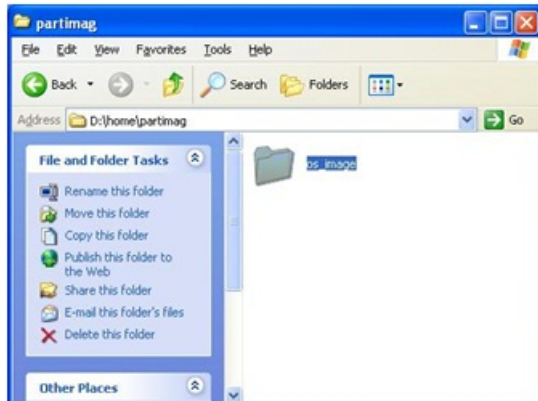 partimag
File Edit View Favorites Tools Help
Back Search Folders
Address D:\home\partimag Go
File and Folder Tasks
os_image
Rename this folder
Move this folder
Copy this folder
Publish this folder to
the Web
Share this folder
E-mail this folder's files
Delete this folder
Other Places